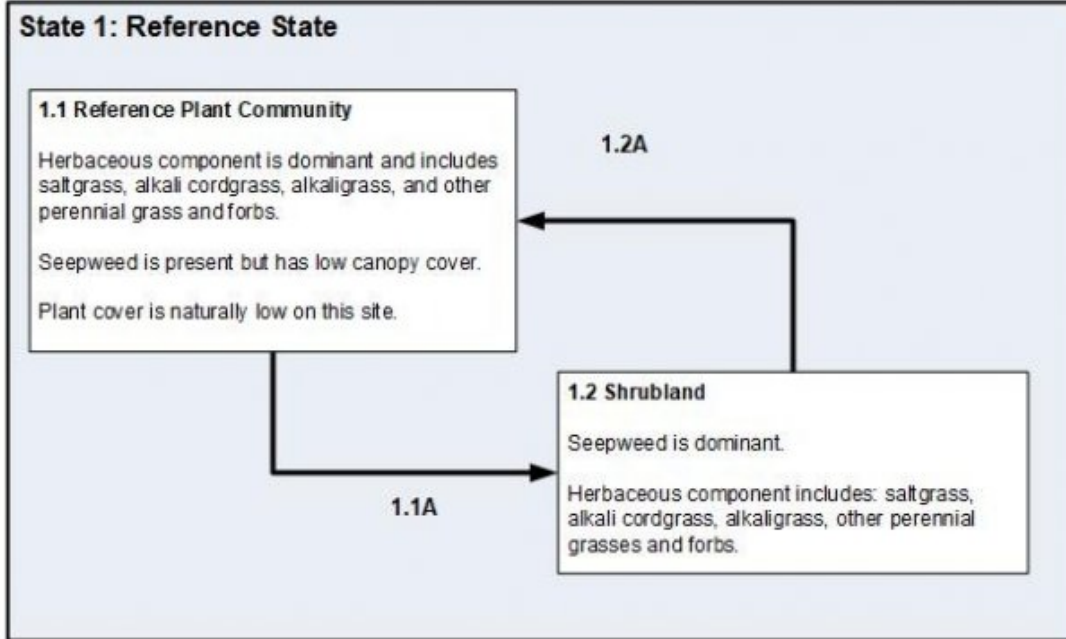 State 1: Reference State
1.1 Reference Plant Community
Herbaceous component is dominant and includes
saltgrass, alkali cordgrass, alkaligrass, and other
perennial grass and forbs.
Seepweed is present but has low canopy cover.
Plant cover is naturally low on this site.
1.2A
1.1A
1.2 Shrubland
Seepweed is dominant.
Herbaceous component includes: saltgrass,
alkali cordgrass, alkaligrass, other perennial
grasses and forbs.